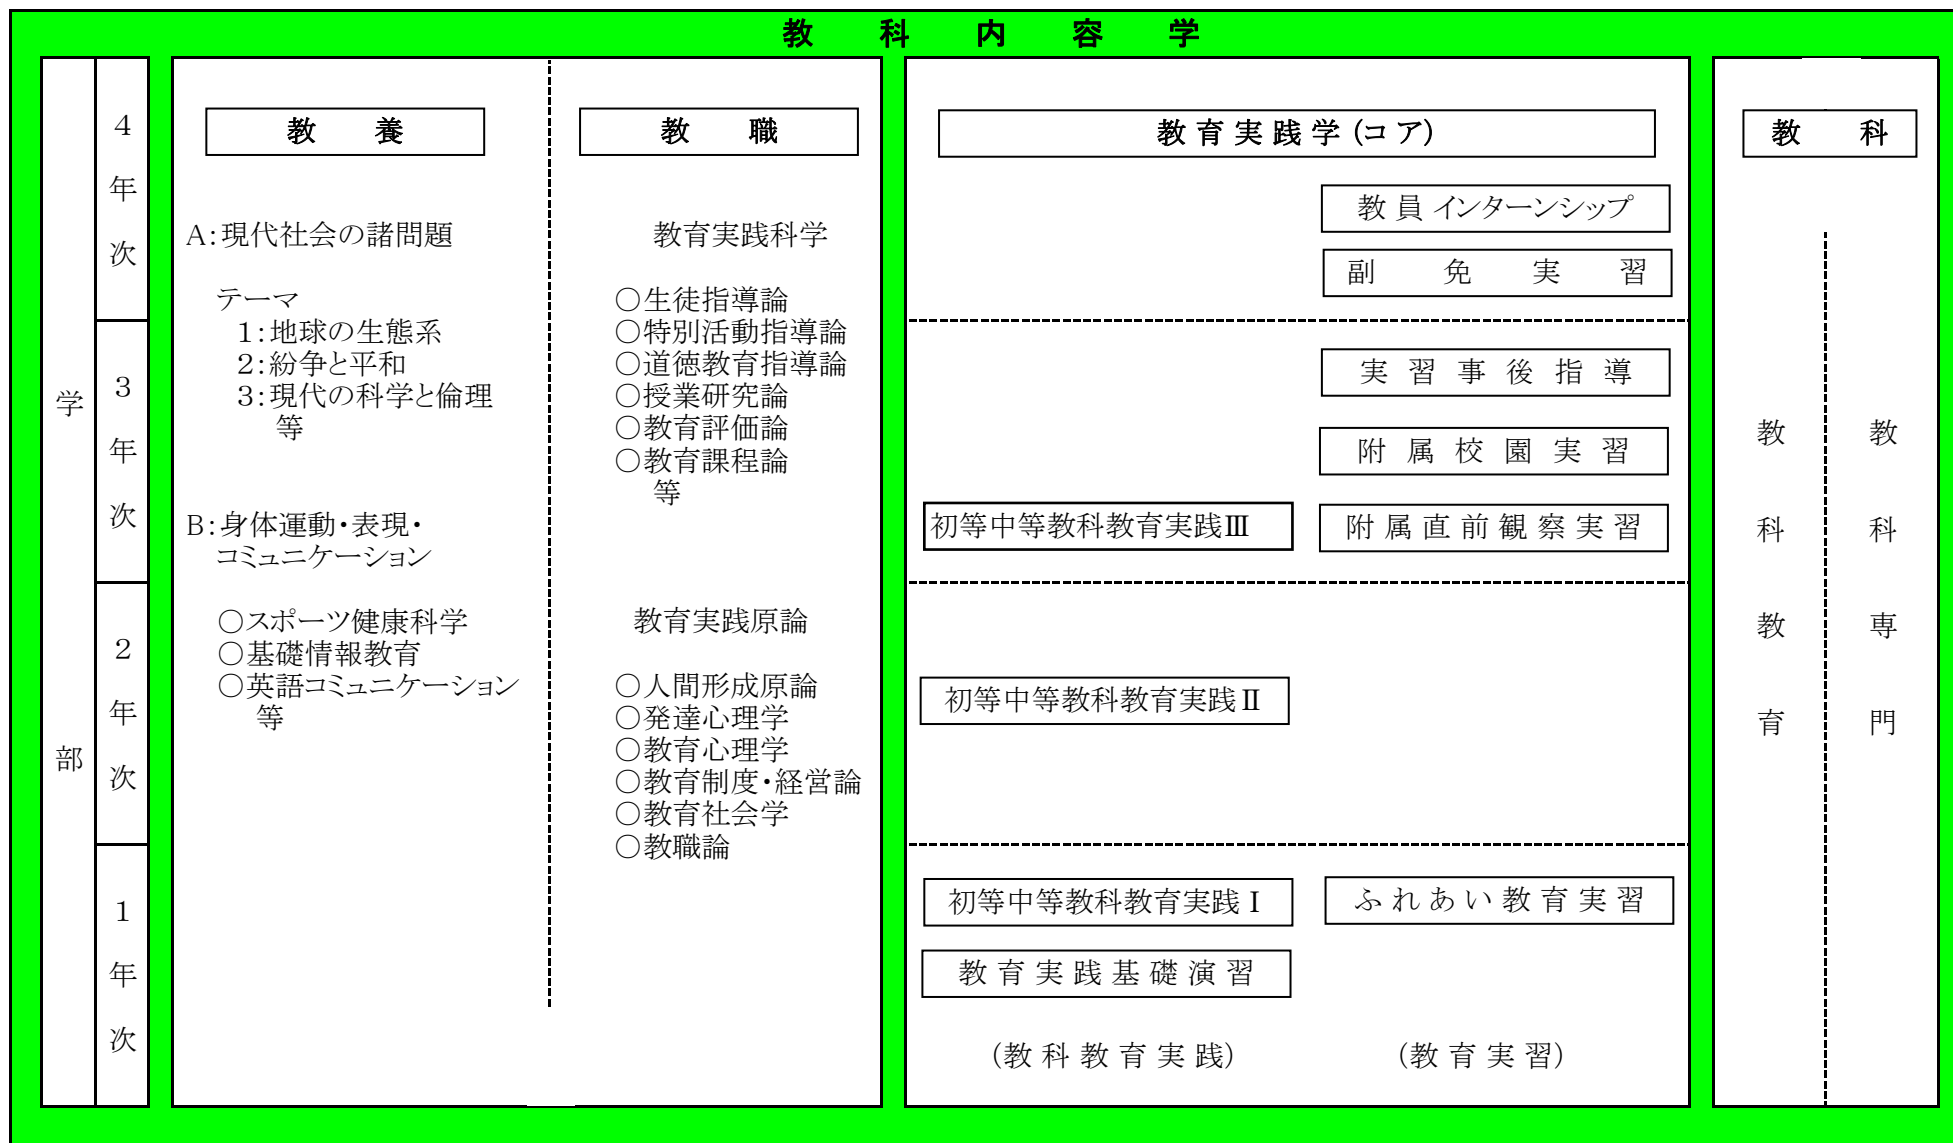 教科内容学
学部
4年次
3年次
2年次
1年次
教養
A:現代社会の諸問題
テーマ
1:地球の生態系
2:紛争と平和
3:現代の科学と倫理
等
B:身体運動・表現・
コミュニケーション
○スポーツ健康科学
○基礎情報教育
○英語コミュニケーション
等
教職
教育実践科学
○生徒指導論
○特別活動指導論
○道徳教育指導論
○授業研究論
○教育評価論
○教育課程論
等
教育実践原論
○人間形成原論
○発達心理学
○教育心理学
○教育制度・経営論
○教育社会学
○教職論
教育実践学(コア)
教員インターンシップ
副免実習
実習事後指導
附属校園実習
初等中等教科教育実践Ⅲ
附属直前観察実習
初等中等教科教育実践Ⅱ
初等中等教科教育実践Ⅰ
ふれあい教育実習
教育実践基礎演習
(教科教育実践)
(教育実習)
教科
教科教育
教科専門